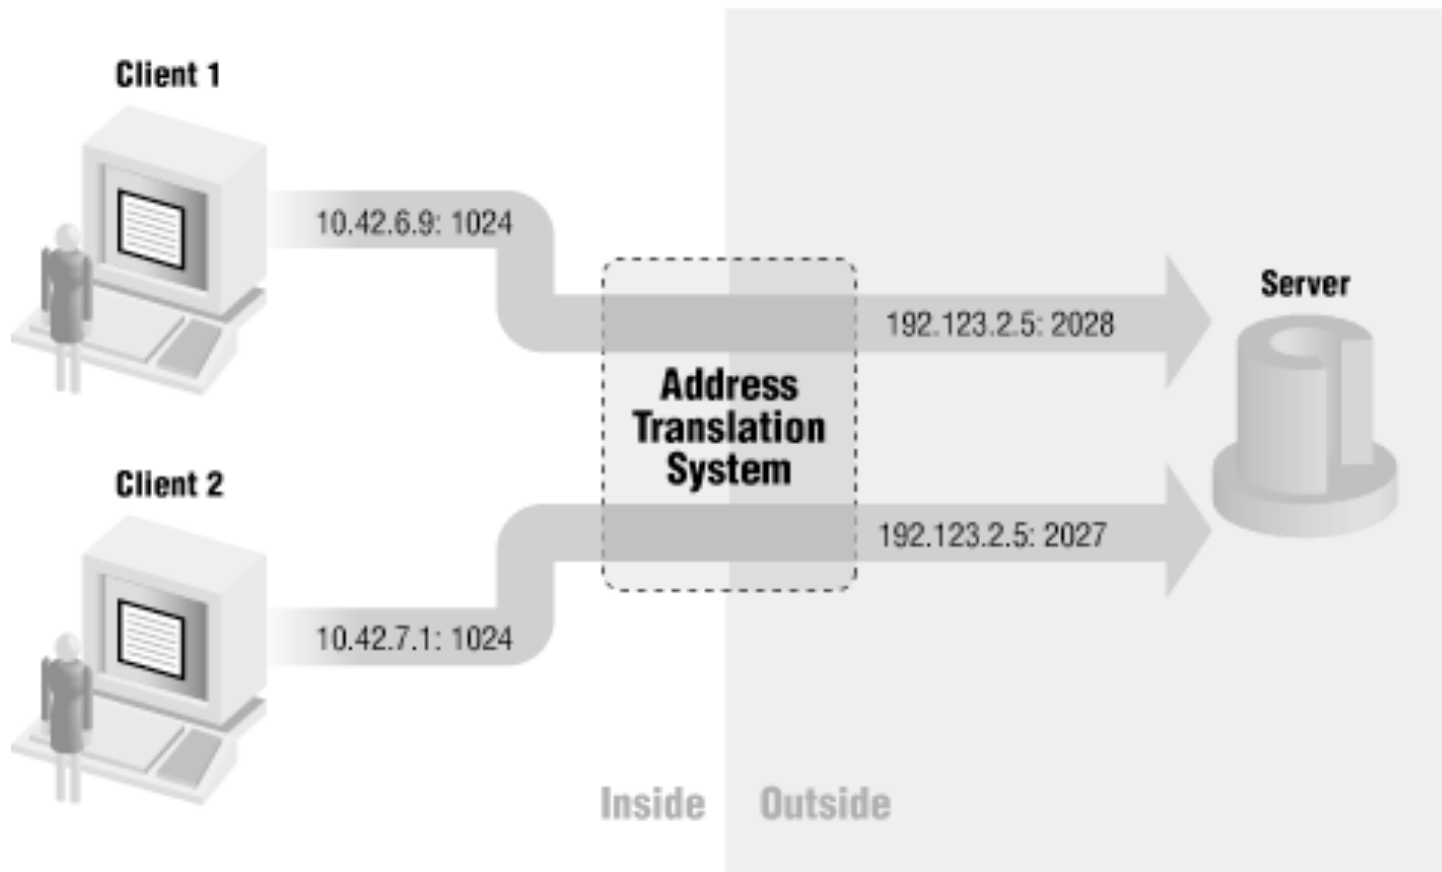 Client 1
10.42.6.9: 1024
Server
192.123.2.5: 2028
Address
Translation
System
Client 2
192.123.2.5: 2027
10.42.7.1: 1024
Inside
Outside